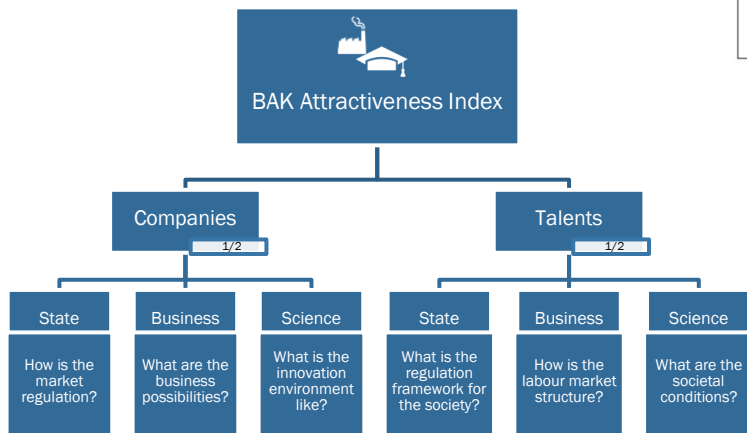 BAK Attractiveness Index
Companies
1/2
Talents
1/2
State
How is the
market
regulation?
Business
What are the
business
possibilities?
Science
What is the
innovation
environment
like?
State
What is the
regulation
framework for
the society?
Business
How is the
labour market
structure?
Science
What are the
societal
conditions?